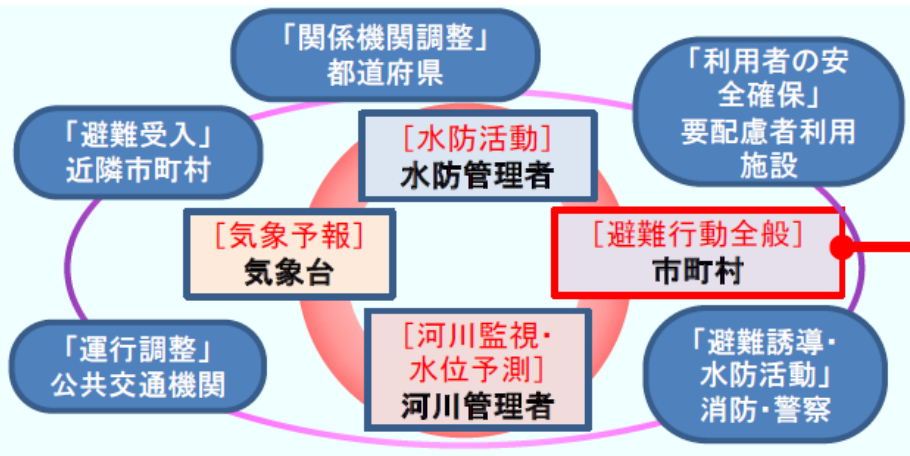 「関係機関調整」
都道府県
「利用者の安
全確保」
要配慮者利用
施設
「避難受入」
近隣市町村
[水防活動]
水防管理者
[気象予報]
気象台
[避難行動全般]
市町村
[河川監視・
水位予測]
河川管理者
「運行調整」
公共交通機関
「避難誘導・
水防活動」
消防・警察